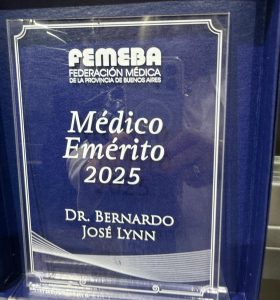 FEMEBA
FEDERACIÓN MÉDICA
DE LA PROVINCIA DE BUENOS AIRES
Médico
Emérito
2025
DR. BERNARDO
JOSÉ LYNN